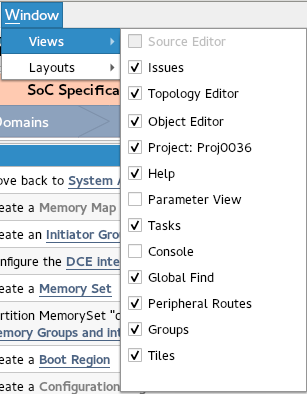 Window
Views
Layouts
SoC Specifica
Domains
ove back to System A
eate a Memory Map
eate an Initiator Grou
nfigure the DCE inte
eate a Memory Set
rtition MemorySet "d
emory Groups and int
eate a Boot Region
eate a Configuration
Source Editor
Issues
Topology Editor
Object Editor
Project: Proj0036
Help
Parameter View
Tasks
Console
Global Find
Peripheral Routes
Groups
Tiles